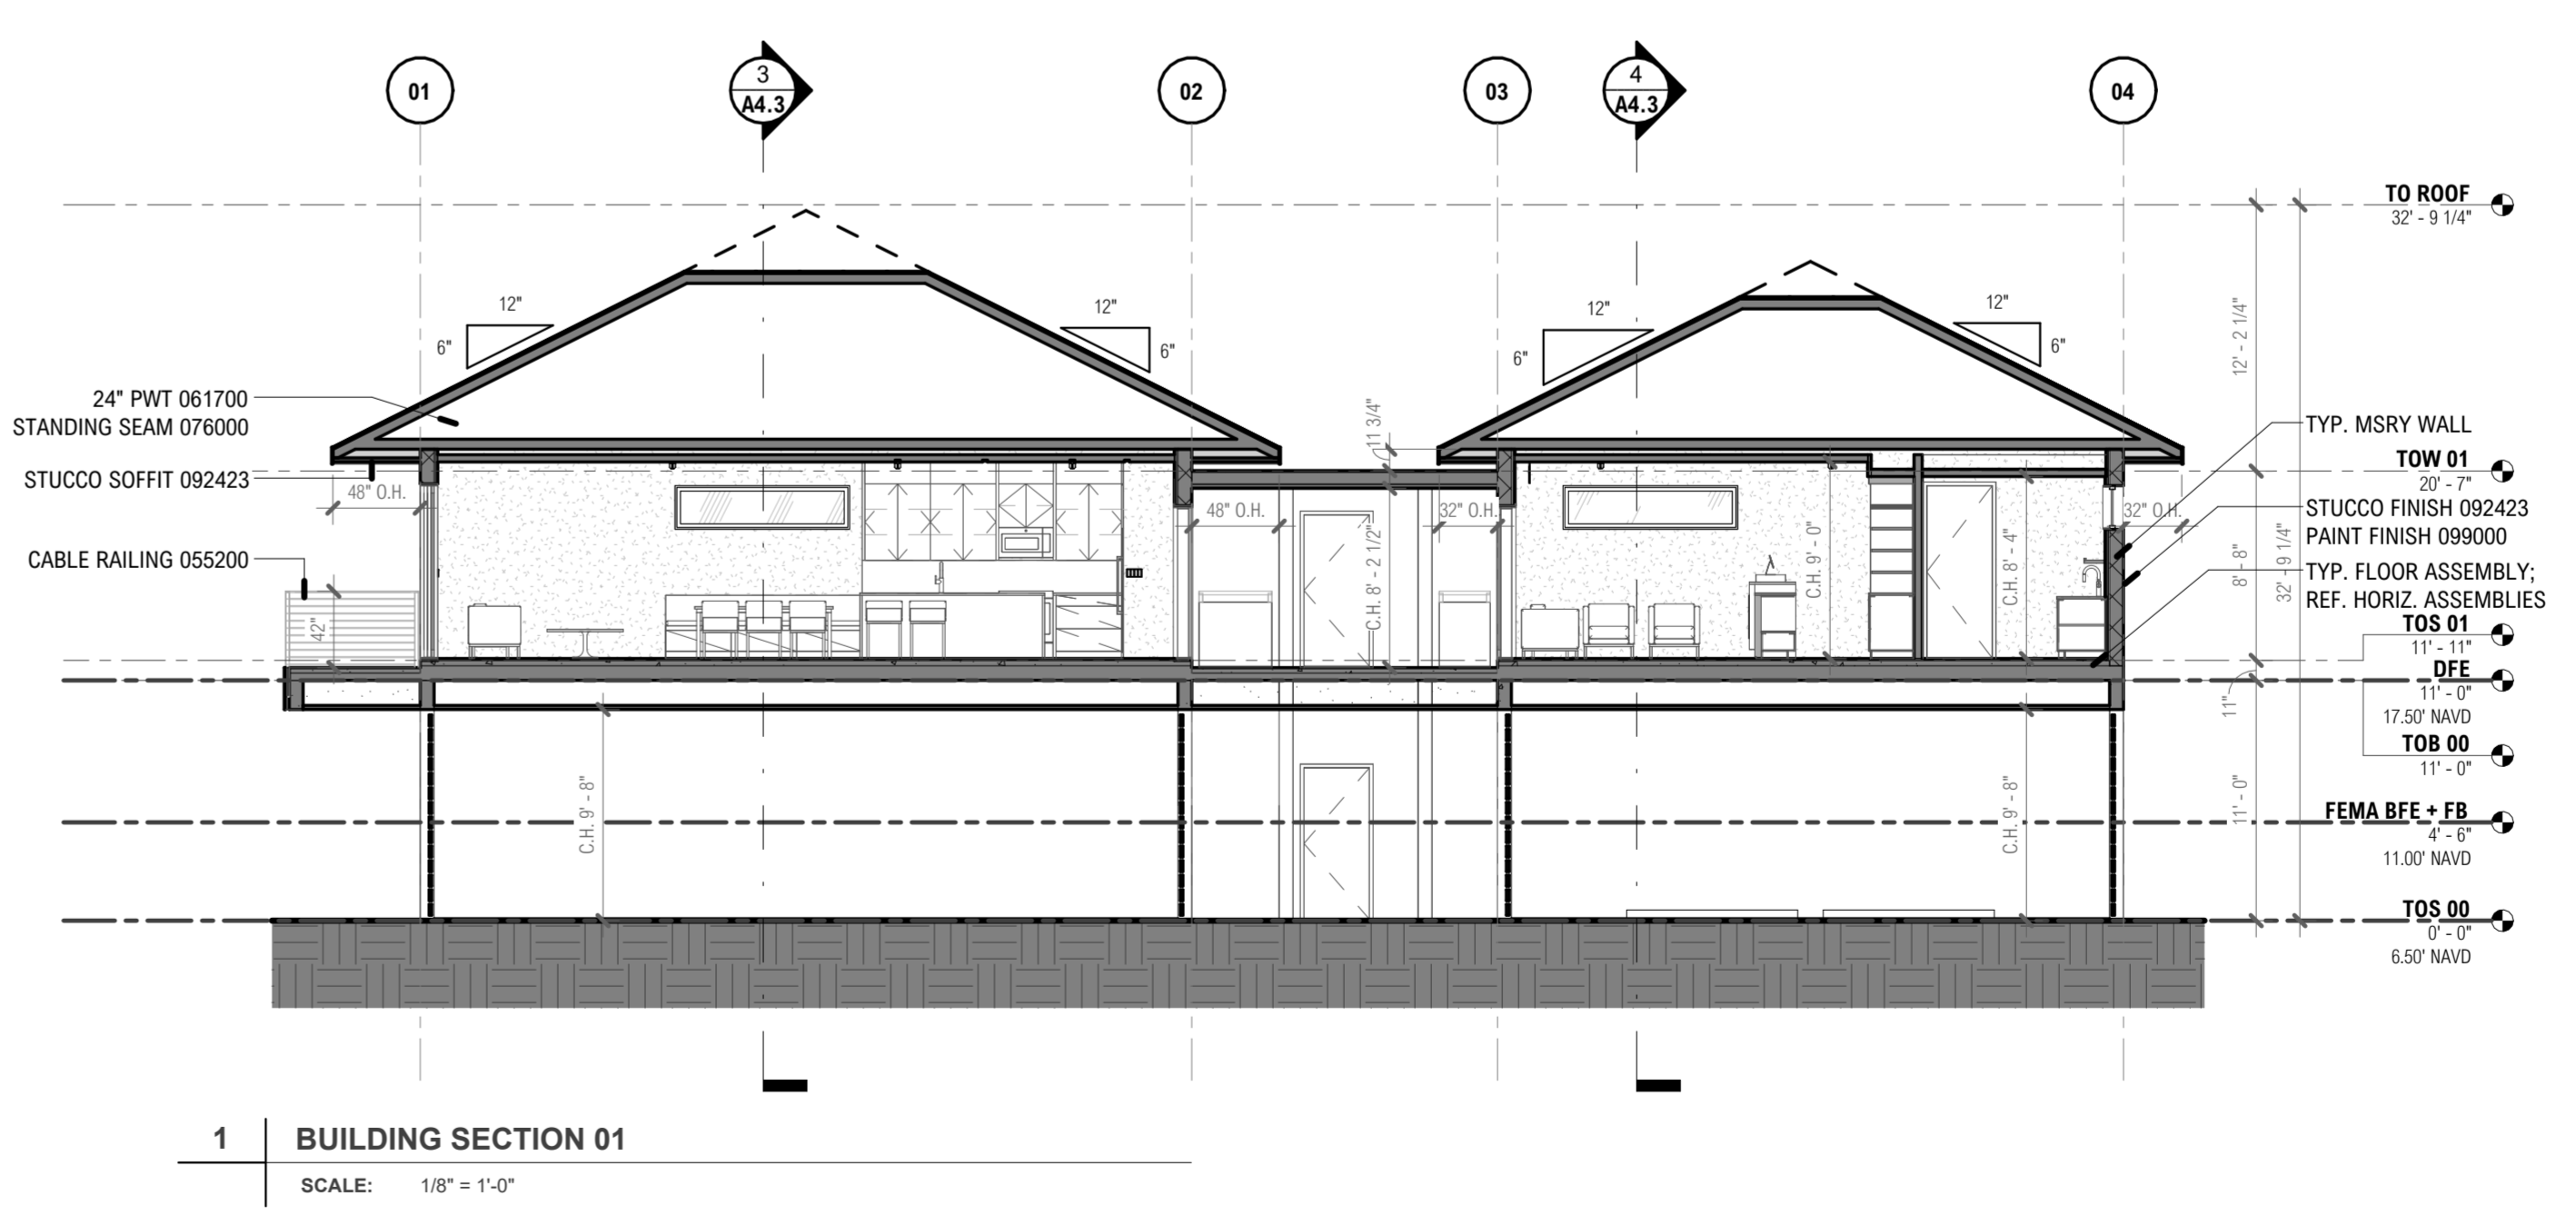 01
3
A4.3
02
03
4
A4.3
04
TO ROOF
32' - 9 1/4"
12"
6"
12"
6"
12"
6"
12"
6"
12' - 2 1/4"
24" PWT 061700
STANDING SEAM 076000
11 3/4"
TYP. MSRY WALL
TOW 01
20' - 7"
STUCCO SOFFIT 092423
48" O.H.
48" O.H.
32" O.H.
32" O.H.
STUCCO FINISH 092423
PAINT FINISH 099000
CABLE RAILING 055200
C.H. 8' - 2 1/2"
C.H. 9' - 0"
C.H. 8' - 4"
8' - 8"
32' - 9 1/4"
TYP. FLOOR ASSEMBLY;
REF. HORIZ. ASSEMBLIES
42"
TOS 01
11' - 11"
DFE
11' - 0"
17.50' NAVD
11"
TOB 00
11' - 0"
C.H. 9' - 8"
C.H. 9' - 8"
11' - 0"
FEMA BFE + FB
4' - 6"
11.00' NAVD
TOS 00
0' - 0"
6.50' NAVD
1
BUILDING SECTION 01
SCALE: 1/8" = 1'-0"